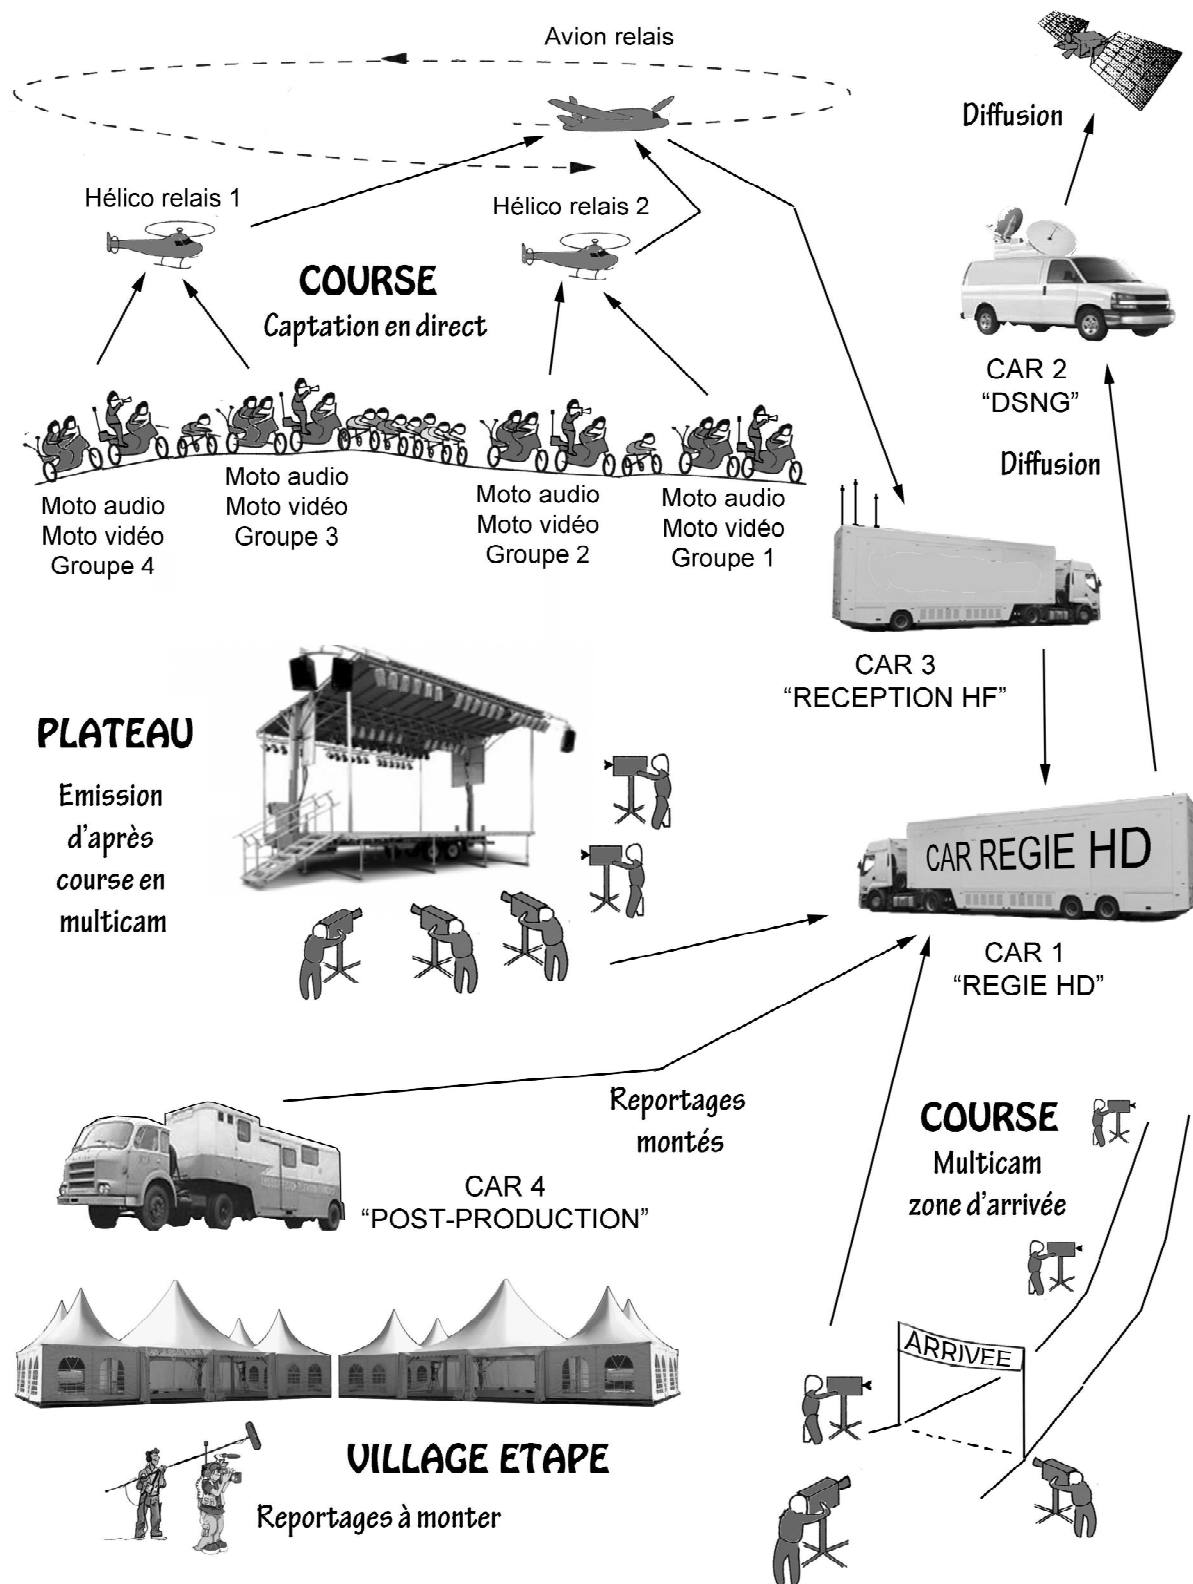 Avion relais
Diffusion
Hélico relais 1
Hélico relais 2
COURSE
Captation en direct
CAR 2
“DSNG”
Diffusion
Moto audio
Moto vidéo
Groupe 4
Moto audio
Moto vidéo
Groupe 3
Moto audio
Moto vidéo
Groupe 2
Moto audio
Moto vidéo
Groupe 1
CAR 3
“RECEPTION HF”
PLATEAU
Emission
d’après
course en
multicam
CAR REGIE HD
CAR 1
“REGIE HD”
Reportages
montés
CAR 4
“POST-PRODUCTION”
COURSE
Multicam
zone d’arrivée
ARRIVÉE
VILLAGE ETAPE
Reportages à monter